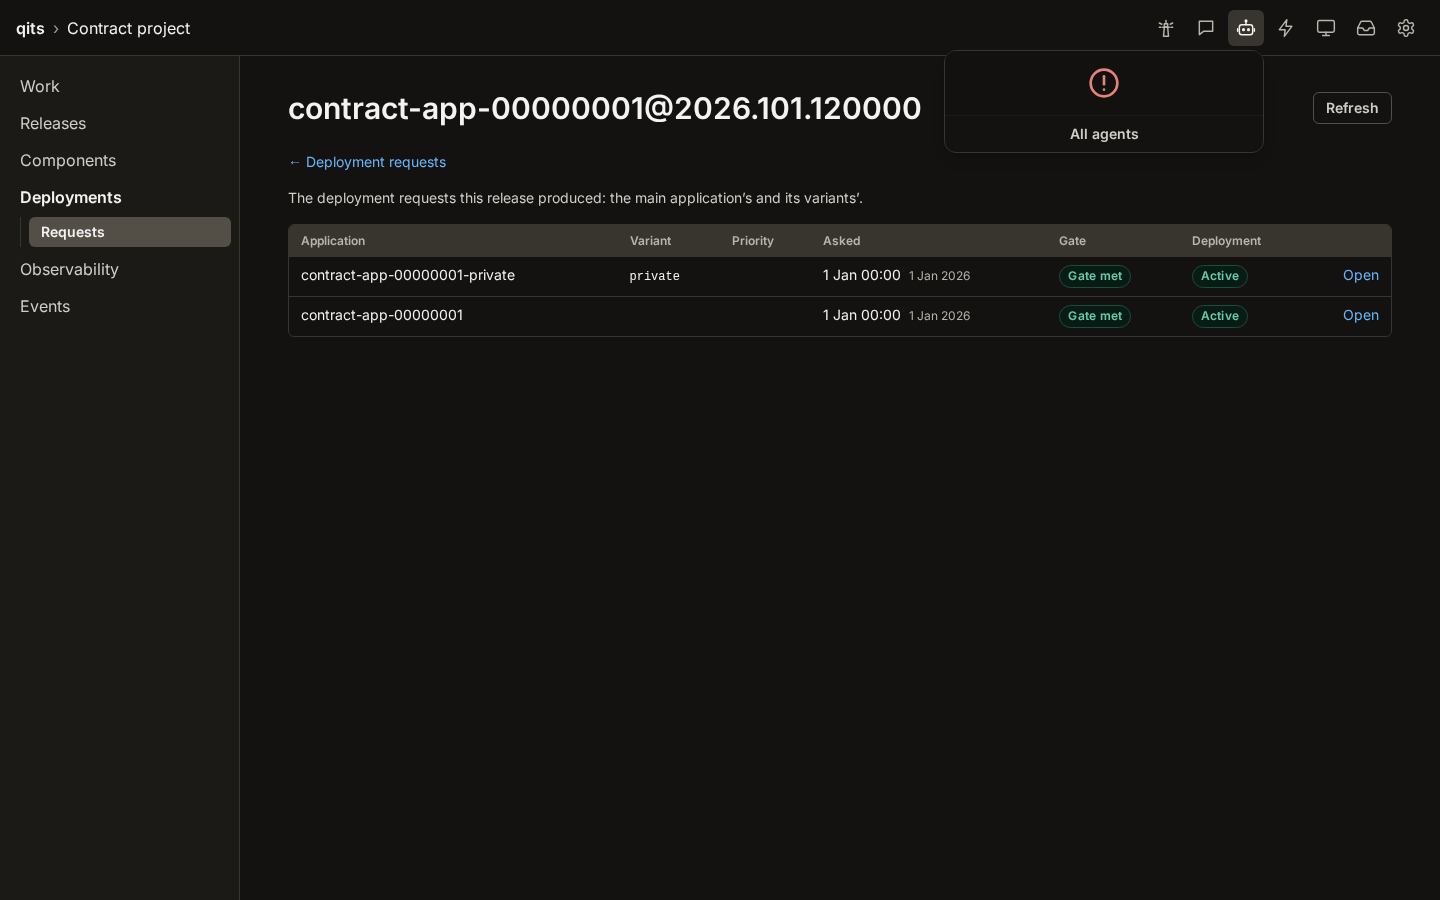 qits › Contract project
All agents
Work
Releases
Components
Deployments
Requests
Observability
Events
contract-app-00000001@2026.101.120000
Refresh
← Deployment requests
The deployment requests this release produced: the main application’s and its variants’.
Application Variant Priority Asked Gate Deployment
contract-app-00000001-private private 1 Jan 00:00 1 Jan 2026 Gate met Active Open
contract-app-00000001 1 Jan 00:00 1 Jan 2026 Gate met Active Open